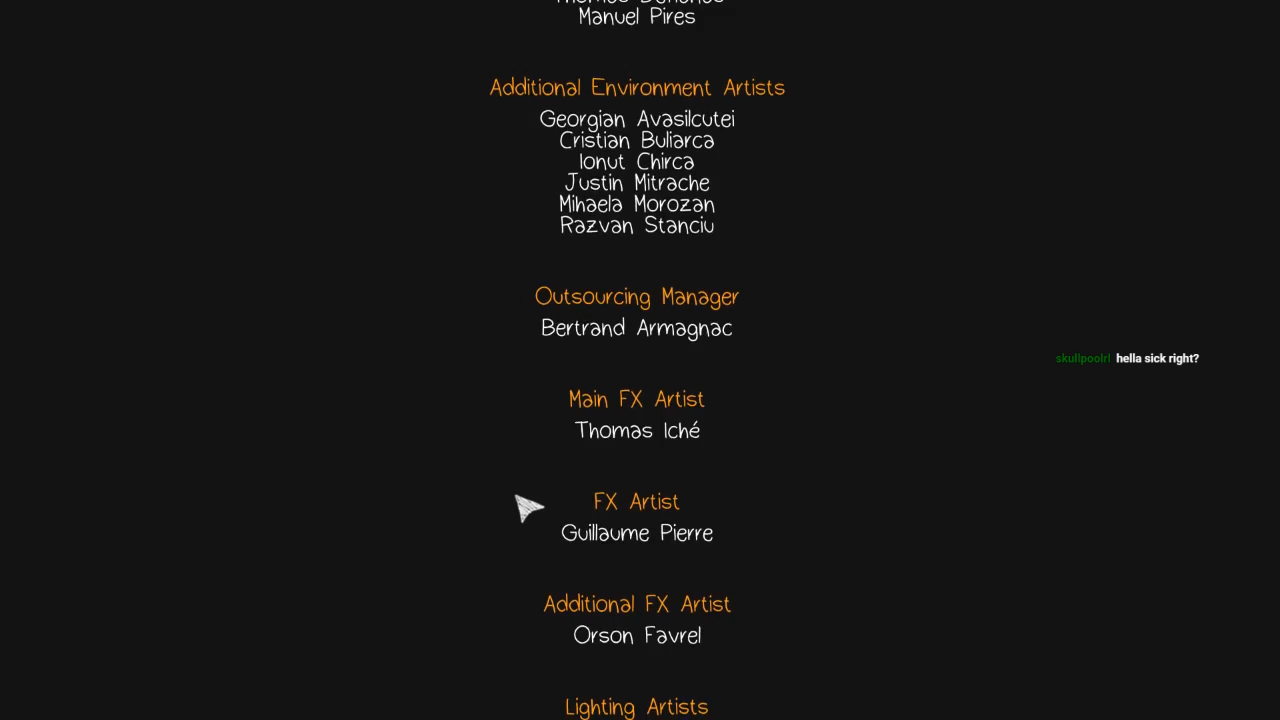 Manuel Pires
Additional Environment Artists
Georgian Avasilcutei
Cristian Buliarca
Ionut Chirca
Justin Mitrache
Mihaela Morozan
Razvan Stanciu
Outsourcing Manager
Bertrand Armagnac
skullpoolrl hella sick right?
Main FX Artist
Thomas Iché
FX Artist
Guillaume Pierre
Additional FX Artist
Orson Favrel
Lighting Artists